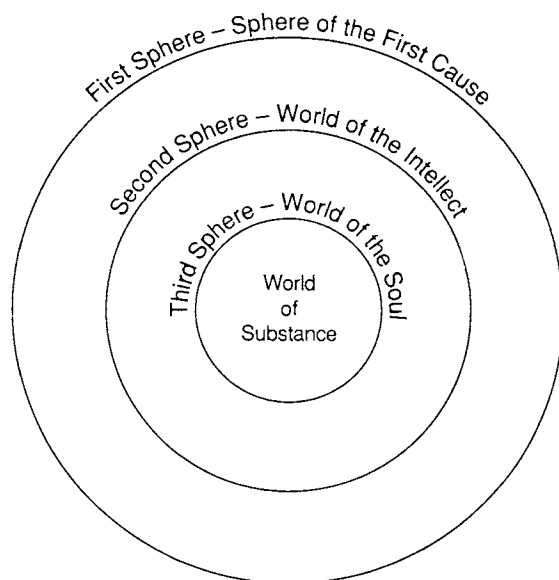 First Sphere – Sphere of the First Cause
Second Sphere – World of the Intellect
Third Sphere – World of the Soul
World
of
Substance